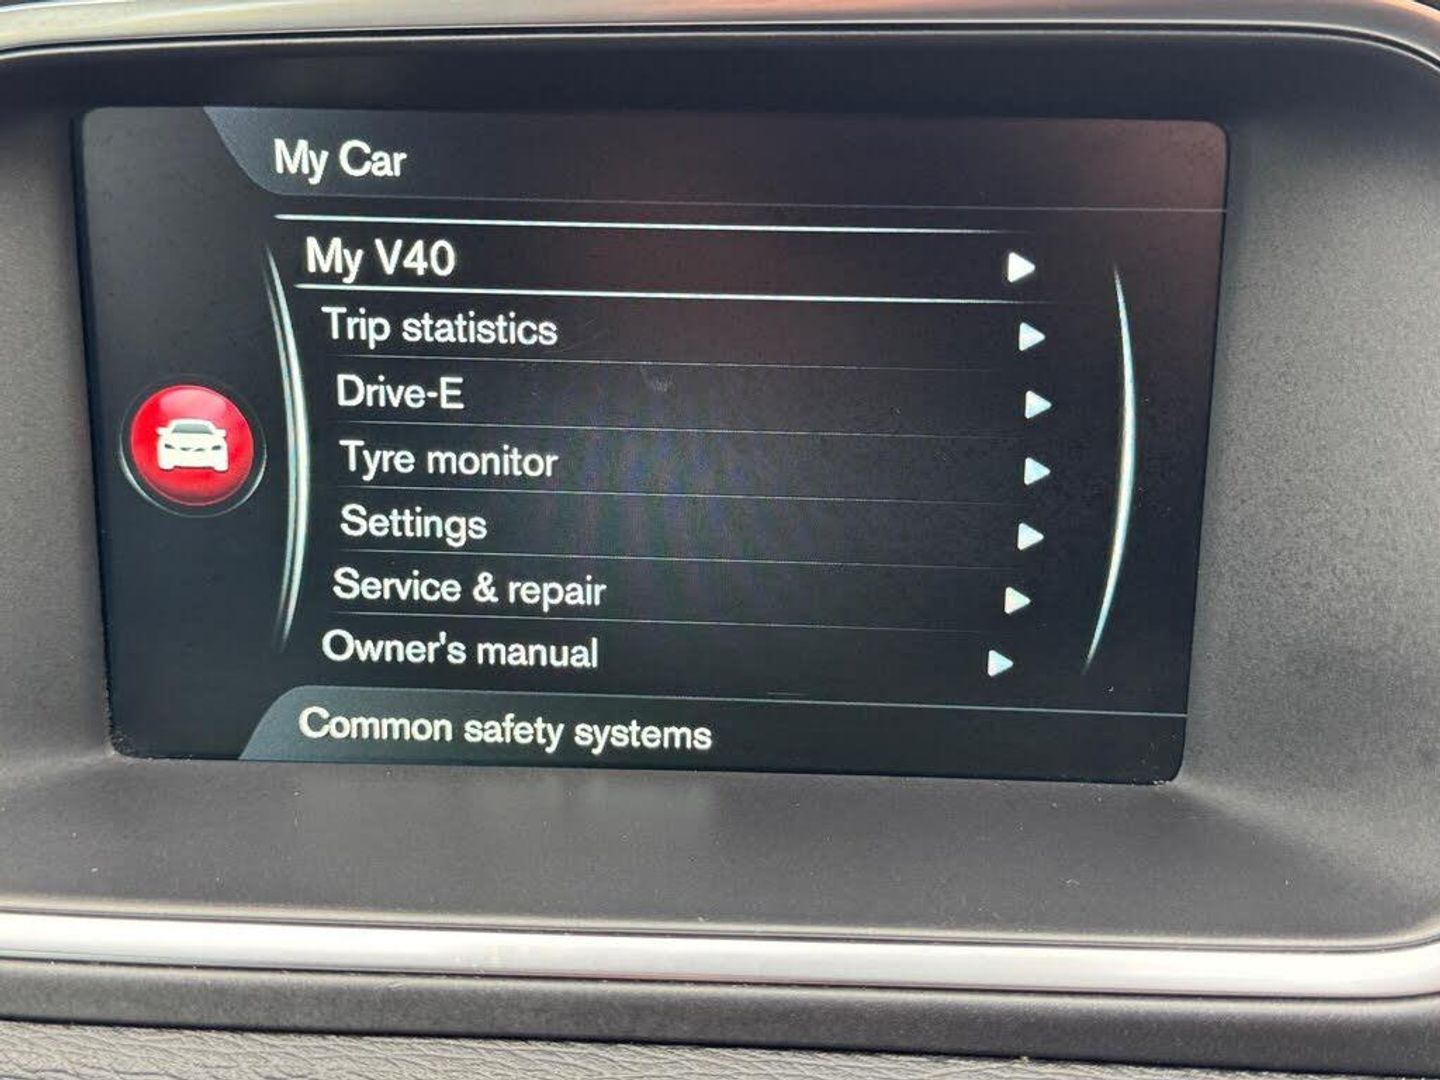 My Car
My V40
Trip statistics
Drive-E
Tyre monitor
Settings
Service & repair
Owner's manual
Common safety systems